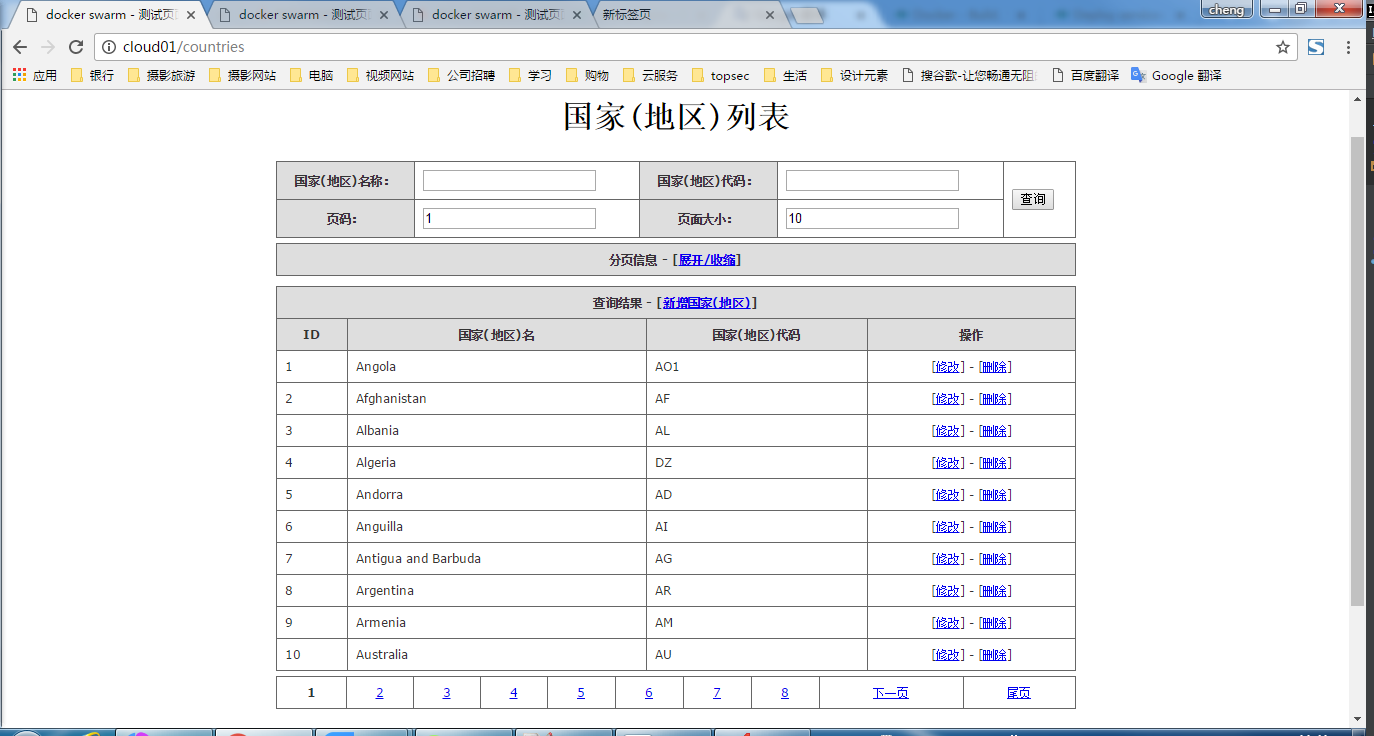 docker swarm - 测试页 docker swarm - 测试页 docker swarm - 测试页 新标签页 cheng
cloud01/countries
应用 银行 摄影旅游 摄影网站 电脑 视频网站 公司招聘 学习 购物 云服务 topsec 生活 设计元素 搜谷歌-让您畅通无阻 百度翻译 Google 翻译
国家(地区)列表
国家(地区)名称: 国家(地区)代码: 查询
页码: 1 页面大小: 10
分页信息 - [展开/收缩]
查询结果 - [新增国家(地区)]
ID 国家(地区)名 国家(地区)代码 操作
1 Angola AO1 [修改] - [删除]
2 Afghanistan AF [修改] - [删除]
3 Albania AL [修改] - [删除]
4 Algeria DZ [修改] - [删除]
5 Andorra AD [修改] - [删除]
6 Anguilla AI [修改] - [删除]
7 Antigua and Barbuda AG [修改] - [删除]
8 Argentina AR [修改] - [删除]
9 Armenia AM [修改] - [删除]
10 Australia AU [修改] - [删除]
1 2 3 4 5 6 7 8 下一页 尾页